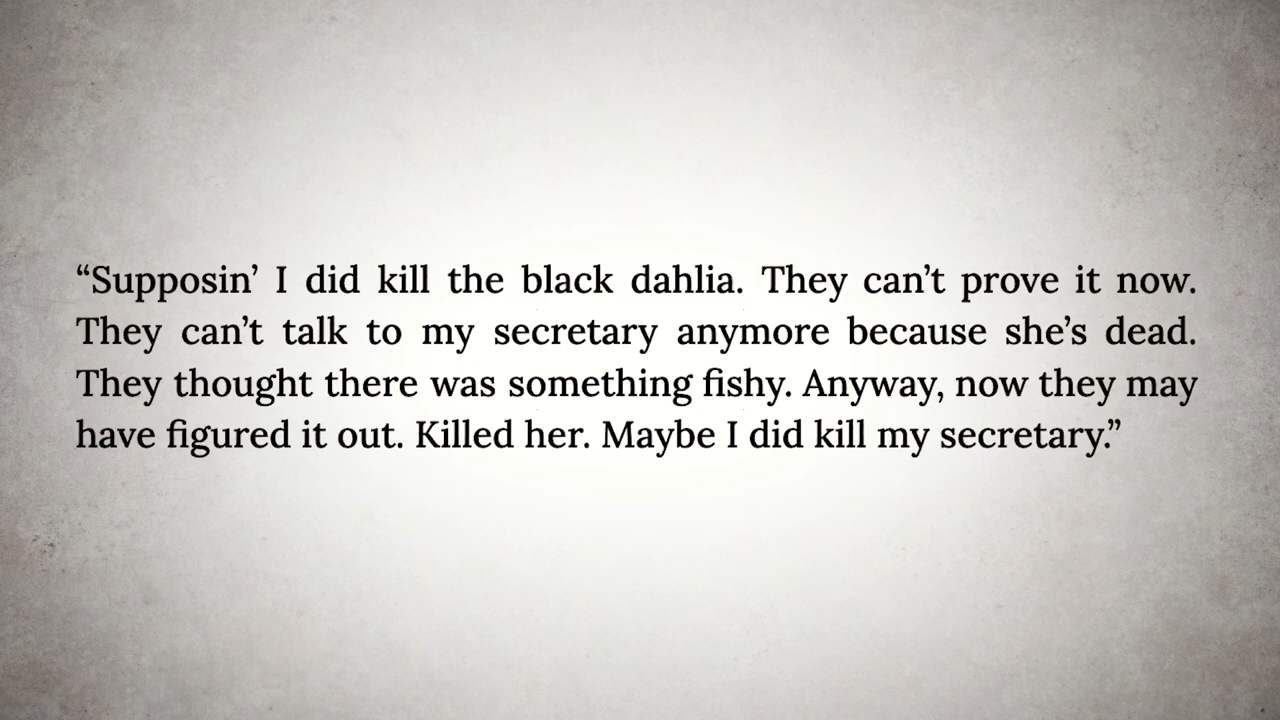 “Supposin’ I did kill the black dahlia. They can’t prove it now.
They can’t talk to my secretary anymore because she’s dead.
They thought there was something fishy. Anyway, now they may
have figured it out. Killed her. Maybe I did kill my secretary.”